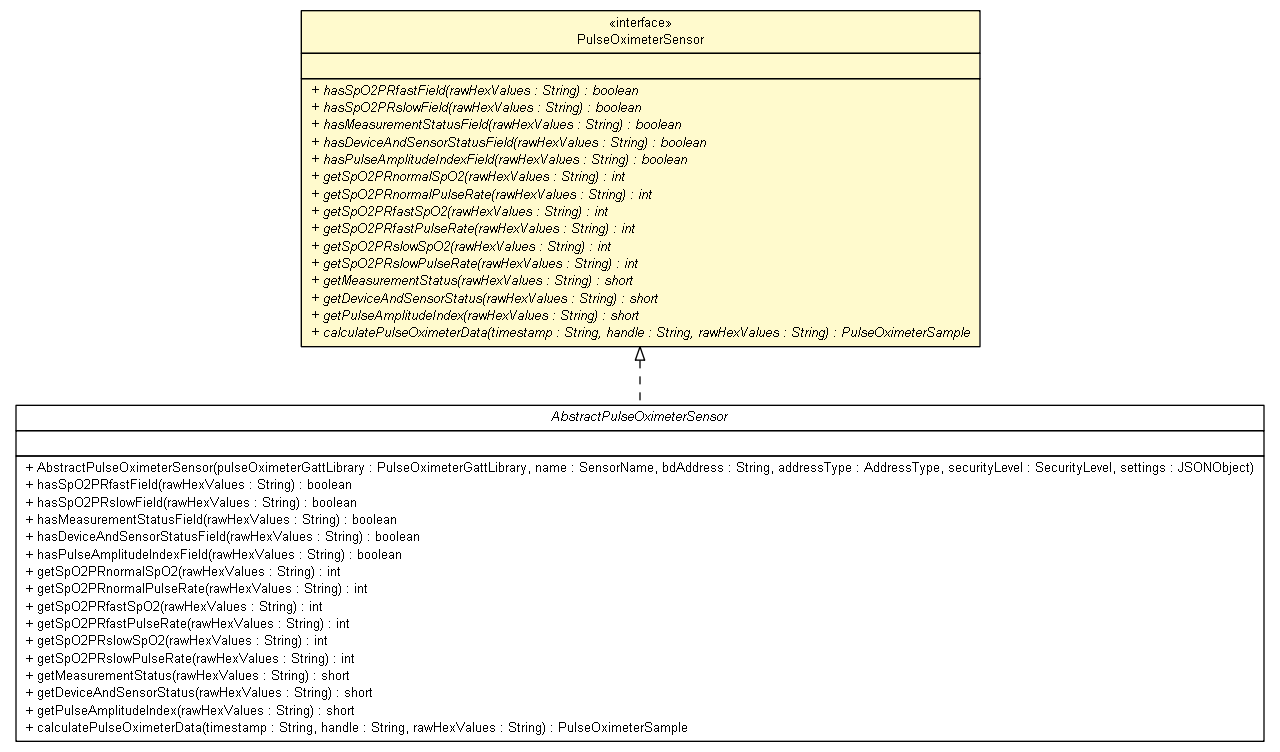 «interface»
PulseOximeterSensor
+ hasSpO2PRfastField(rawHexValues : String) : boolean
+ hasSpO2PRslowField(rawHexValues : String) : boolean
+ hasMeasurementStatusField(rawHexValues : String) : boolean
+ hasDeviceAndSensorStatusField(rawHexValues : String) : boolean
+ hasPulseAmplitudeIndexField(rawHexValues : String) : boolean
+ getSpO2PRnormalSpO2(rawHexValues : String) : int
+ getSpO2PRnormalPulseRate(rawHexValues : String) : int
+ getSpO2PRfastSpO2(rawHexValues : String) : int
+ getSpO2PRfastPulseRate(rawHexValues : String) : int
+ getSpO2PRslowSpO2(rawHexValues : String) : int
+ getSpO2PRslowPulseRate(rawHexValues : String) : int
+ getMeasurementStatus(rawHexValues : String) : short
+ getDeviceAndSensorStatus(rawHexValues : String) : short
+ getPulseAmplitudeIndex(rawHexValues : String) : short
+ calculatePulseOximeterData(timestamp : String, handle : String, rawHexValues : String) : PulseOximeterSample
AbstractPulseOximeterSensor
+ AbstractPulseOximeterSensor(pulseOximeterGattLibrary : PulseOximeterGattLibrary, name : SensorName, bdAddress : String, addressType : AddressType, securityLevel : SecurityLevel, settings : JSONObject)
+ hasSpO2PRfastField(rawHexValues : String) : boolean
+ hasSpO2PRslowField(rawHexValues : String) : boolean
+ hasMeasurementStatusField(rawHexValues : String) : boolean
+ hasDeviceAndSensorStatusField(rawHexValues : String) : boolean
+ hasPulseAmplitudeIndexField(rawHexValues : String) : boolean
+ getSpO2PRnormalSpO2(rawHexValues : String) : int
+ getSpO2PRnormalPulseRate(rawHexValues : String) : int
+ getSpO2PRfastSpO2(rawHexValues : String) : int
+ getSpO2PRfastPulseRate(rawHexValues : String) : int
+ getSpO2PRslowSpO2(rawHexValues : String) : int
+ getSpO2PRslowPulseRate(rawHexValues : String) : int
+ getMeasurementStatus(rawHexValues : String) : short
+ getDeviceAndSensorStatus(rawHexValues : String) : short
+ getPulseAmplitudeIndex(rawHexValues : String) : short
+ calculatePulseOximeterData(timestamp : String, handle : String, rawHexValues : String) : PulseOximeterSample